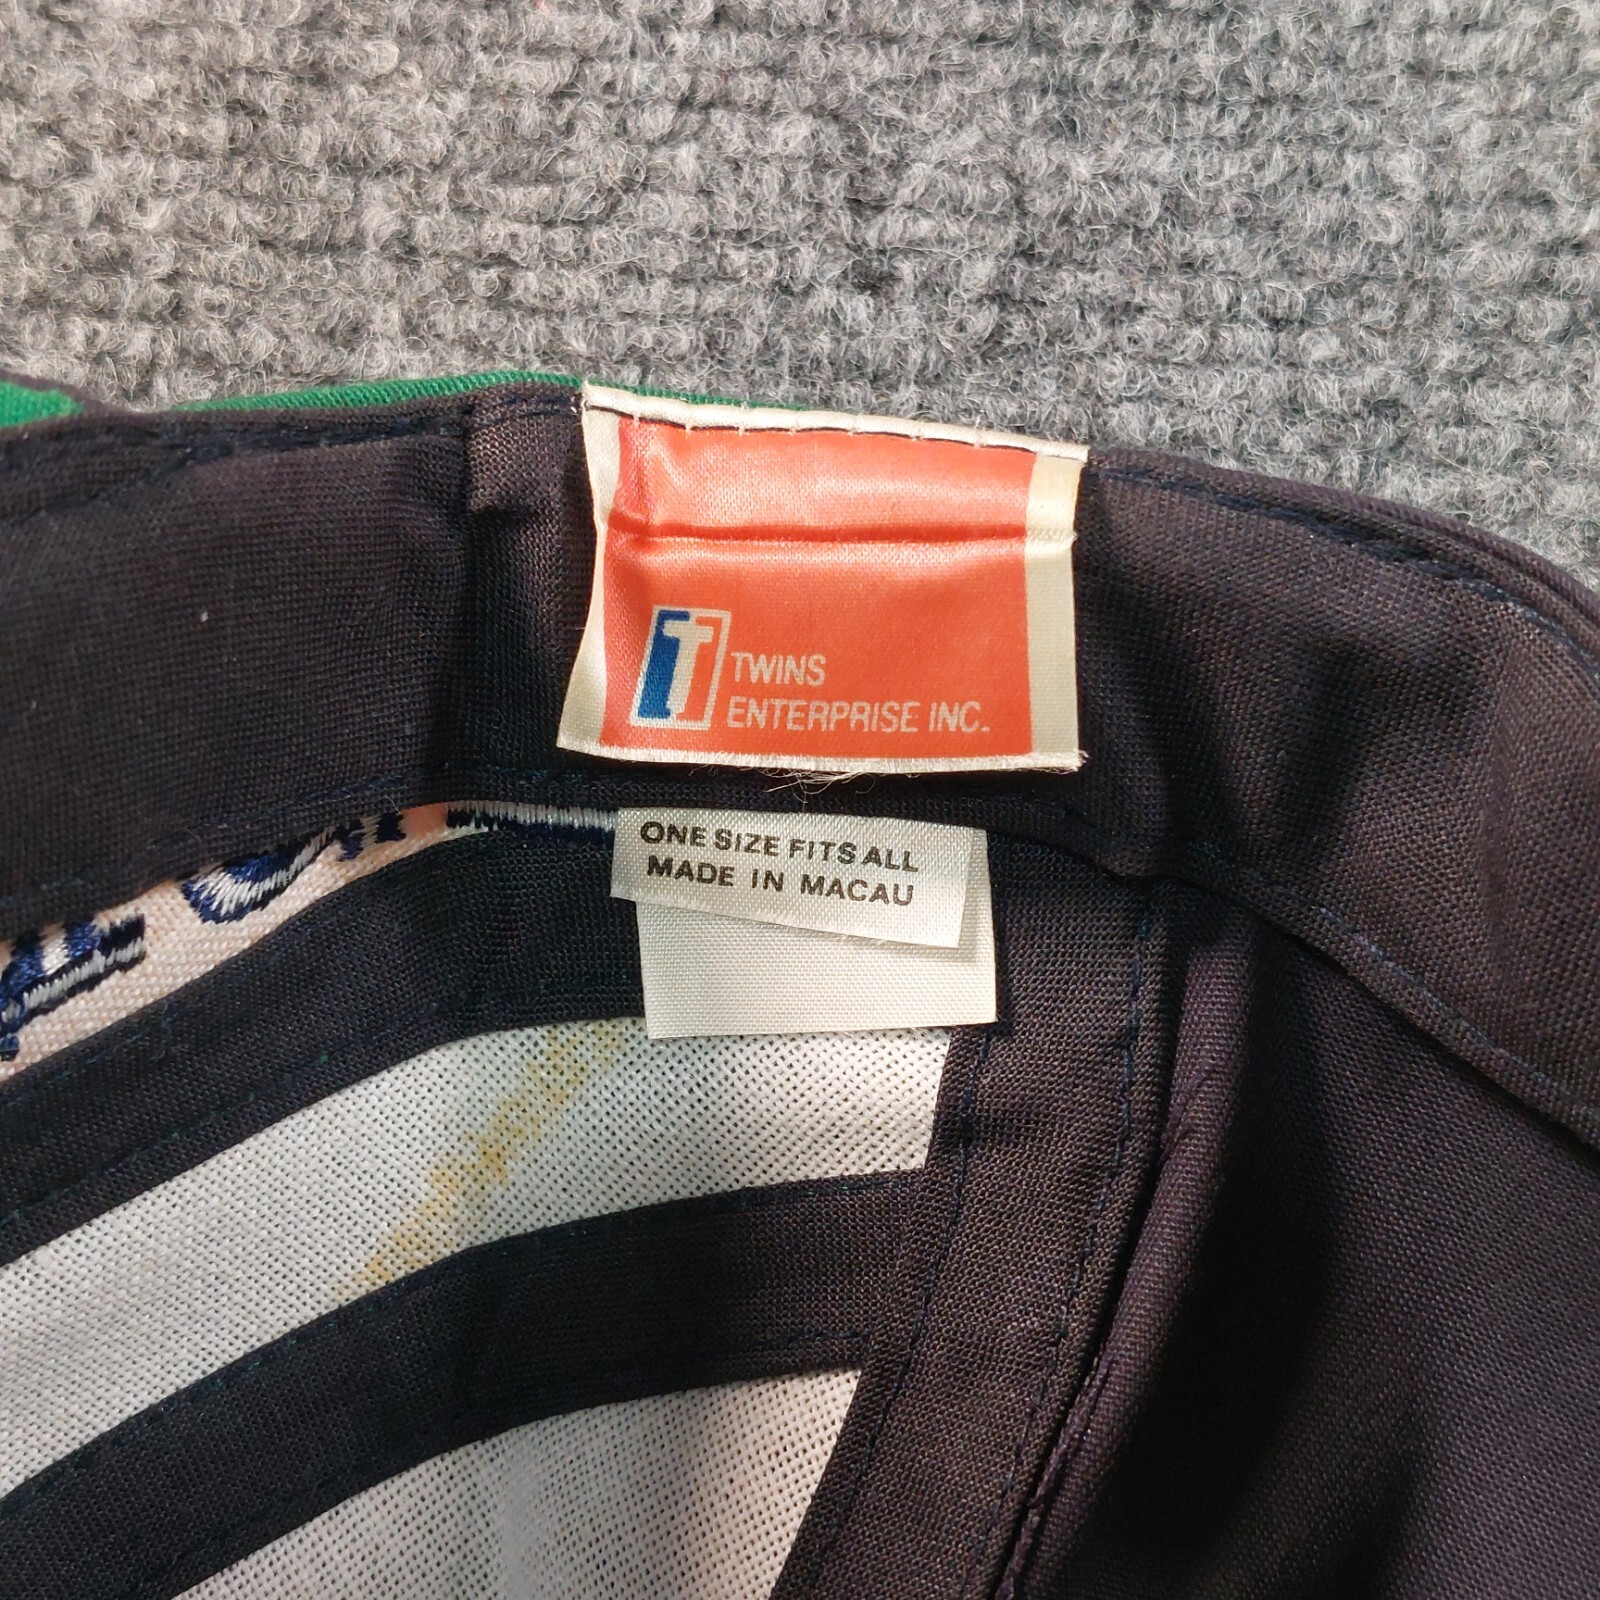 TWINS
ENTERPRISE INC.
ONE SIZE FITS ALL
MADE IN MACAU